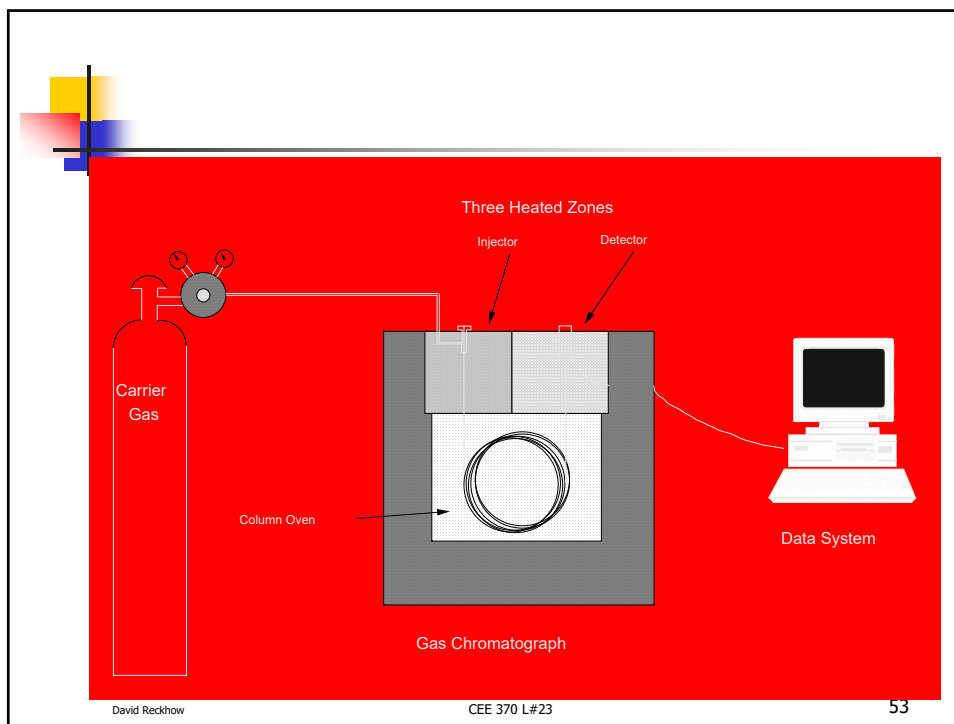 Three Heated Zones
Injector
Detector
Carrier
Gas
Column Oven
Data System
Gas Chromatograph
David Reckhow
CEE 370 L#23
53